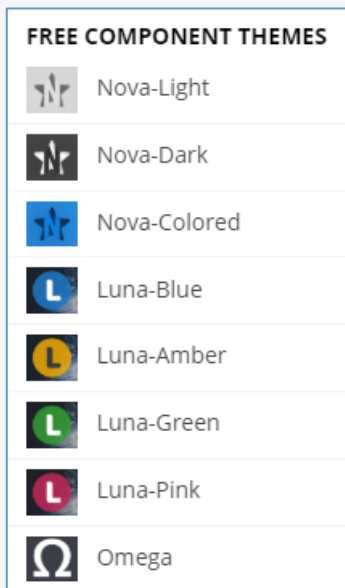 FREE COMPONENT THEMES
N Nova-Light
N Nova-Dark
N Nova-Colored
L Luna-Blue
L Luna-Amber
L Luna-Green
L Luna-Pink
Ω Omega